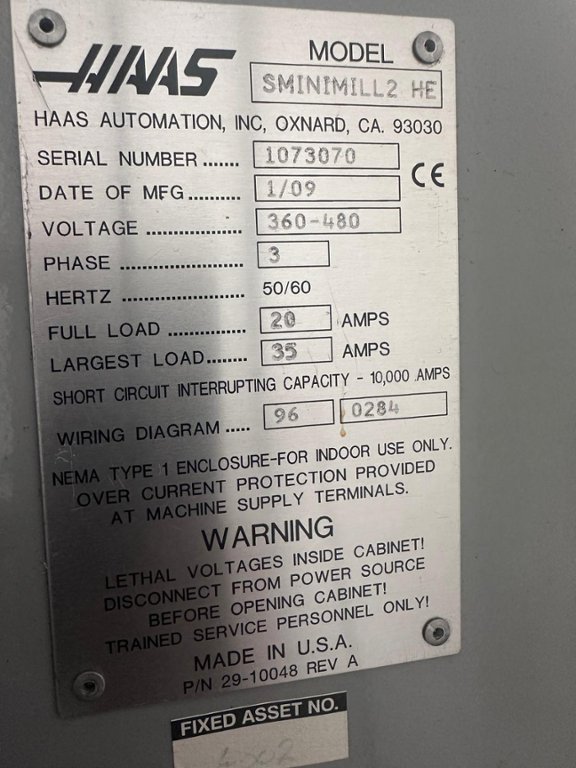 HAAS
MODEL
SMINIMILL2 HE
HAAS AUTOMATION, INC, OXNARD, CA. 93030
SERIAL NUMBER ....... 1073070
CE
DATE OF MFG.......... 1/09
VOLTAGE .................. 360-480
PHASE ....................... 3
HERTZ ....................... 50/60
FULL LOAD ............... 20 AMPS
LARGEST LOAD........ 35 AMPS
SHORT CIRCUIT INTERRUPTING CAPACITY - 10,000 AMPS
WIRING DIAGRAM ..... 96 0284
NEMA TYPE 1 ENCLOSURE-FOR INDOOR USE ONLY.
OVER CURRENT PROTECTION PROVIDED
AT MACHINE SUPPLY TERMINALS.
WARNING
LETHAL VOLTAGES INSIDE CABINET!
DISCONNECT FROM POWER SOURCE
BEFORE OPENING CABINET!
TRAINED SERVICE PERSONNEL ONLY!
MADE IN U.S.A.
P/N 29-10048 REV A
FIXED ASSET NO.